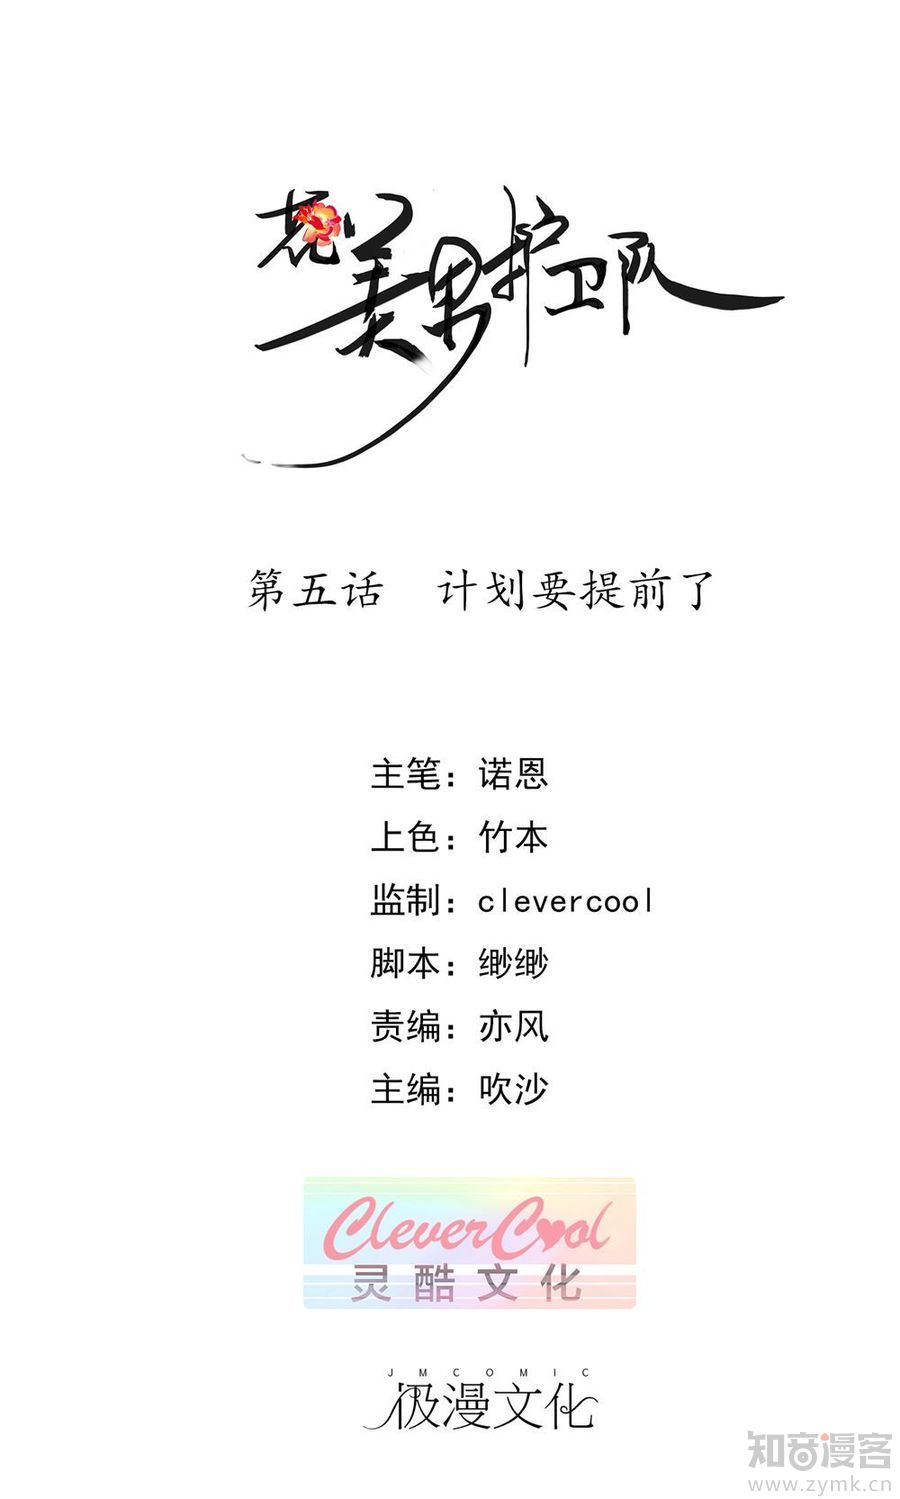 花美男护卫队
第五话 计划要提前了
主笔：诺恩
上色：竹本
监制：clevercool
脚本：缈缈
责编：亦风
主编：吹沙
CleverCool
灵酷文化
JMCOMIC
极漫文化
知音漫客
www.zymk.cn